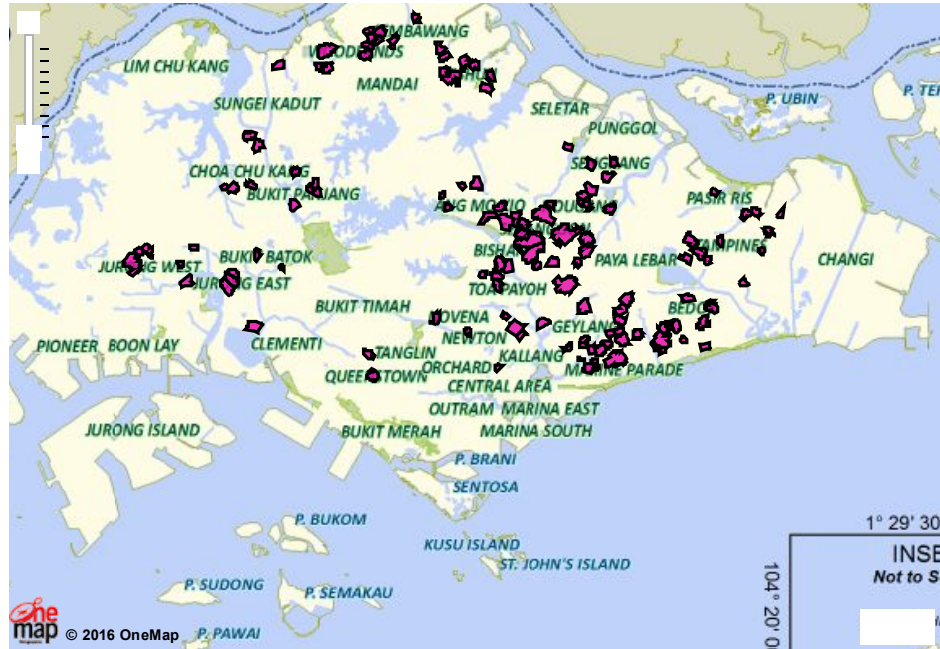 SEMBAWANG
WOODLANDS
LIM CHU KANG
MANDAI
SUNGEI KADUT
SELETAR
P. UBIN
P. TE
PUNGGOL
SENGKANG
CHOA CHU KANG
BUKIT PANJANG
ANG MO KIO
PASIR RIS
BISHAN
TAMPINES
PAYA LEBAR
CHANGI
BUKIT BATOK
JURONG WEST
JURONG EAST
TOA PAYOH
BUKIT TIMAH
BEDO
NOVENA
GEYLANG
NEWTON
PIONEER
BOON LAY
CLEMENTI
TANGLIN
KALLANG
ORCHARD
QUEENSTOWN
MARINE PARADE
CENTRAL AREA
OUTRAM
MARINA EAST
JURONG ISLAND
BUKIT MERAH
MARINA SOUTH
P. BRANI
SENTOSA
P. BUKOM
1° 29' 30
KUSU ISLAND
INSE
ST. JOHN'S ISLAND
Not to S
104° 20' 0
P. SUDONG
P. SEMAKAU
One
map
© 2016 OneMap
P. PAWAI